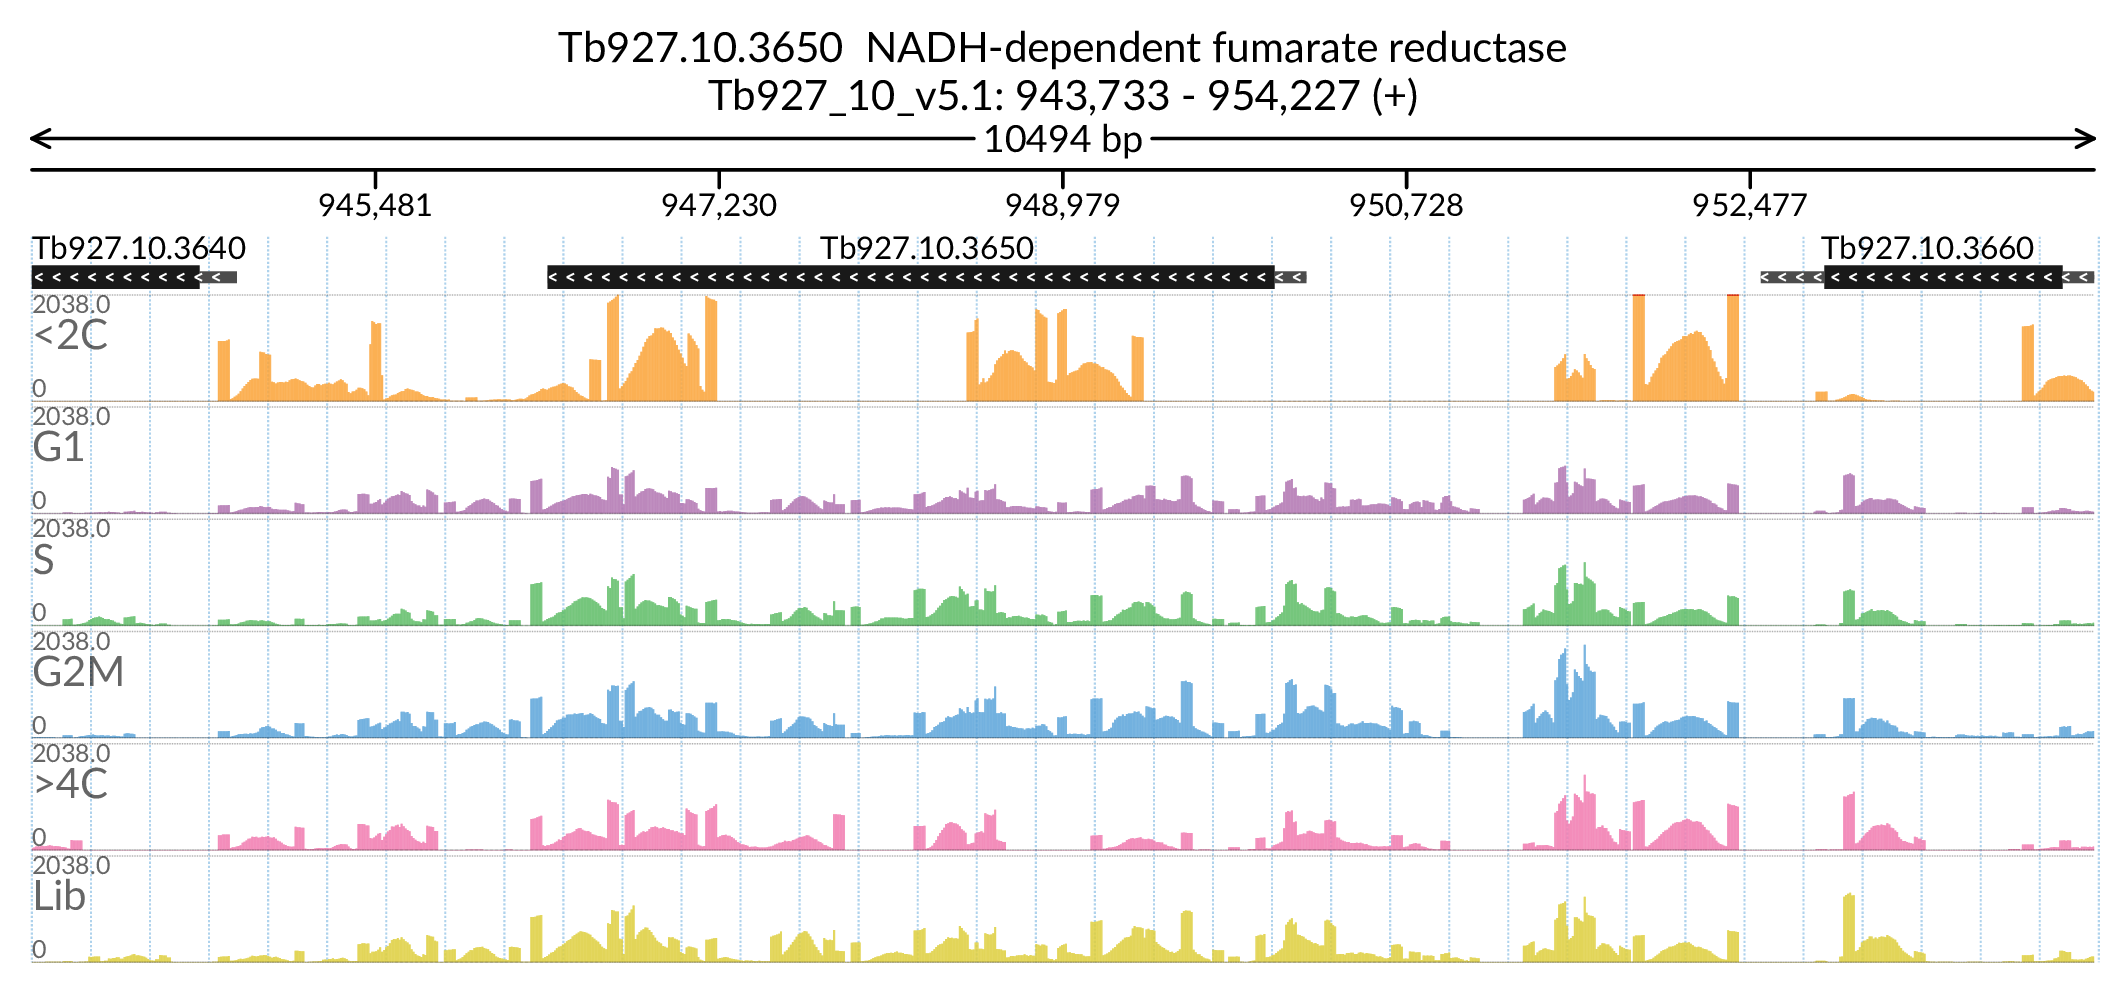 Tb927.10.3650  NADH-dependent fumarate reductase
Tb927_10_v5.1: 943,733 - 954,227 (+)
10494 bp
945,481 947,230 948,979 950,728 952,477
Tb927.10.3640 Tb927.10.3650 Tb927.10.3660
2038.0
<2C
0
2038.0
G1
0
2038.0
S
0
2038.0
G2M
0
2038.0
>4C
0
2038.0
Lib
0